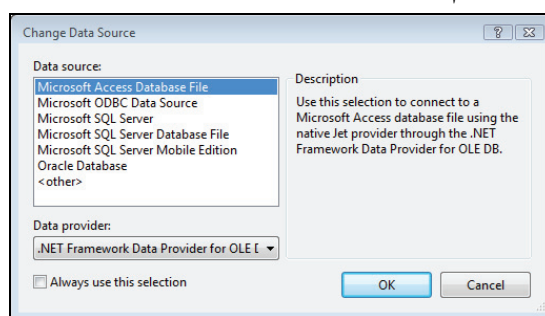 Change Data Source
Data source:
Microsoft Access Database File
Microsoft ODBC Data Source
Microsoft SQL Server
Microsoft SQL Server Database File
Microsoft SQL Server Mobile Edition
Oracle Database
<other>
Description
Use this selection to connect to a
Microsoft Access database file using the
native Jet provider through the .NET
Framework Data Provider for OLE DB.
Data provider:
.NET Framework Data Provider for OLE [
Always use this selection
OK
Cancel